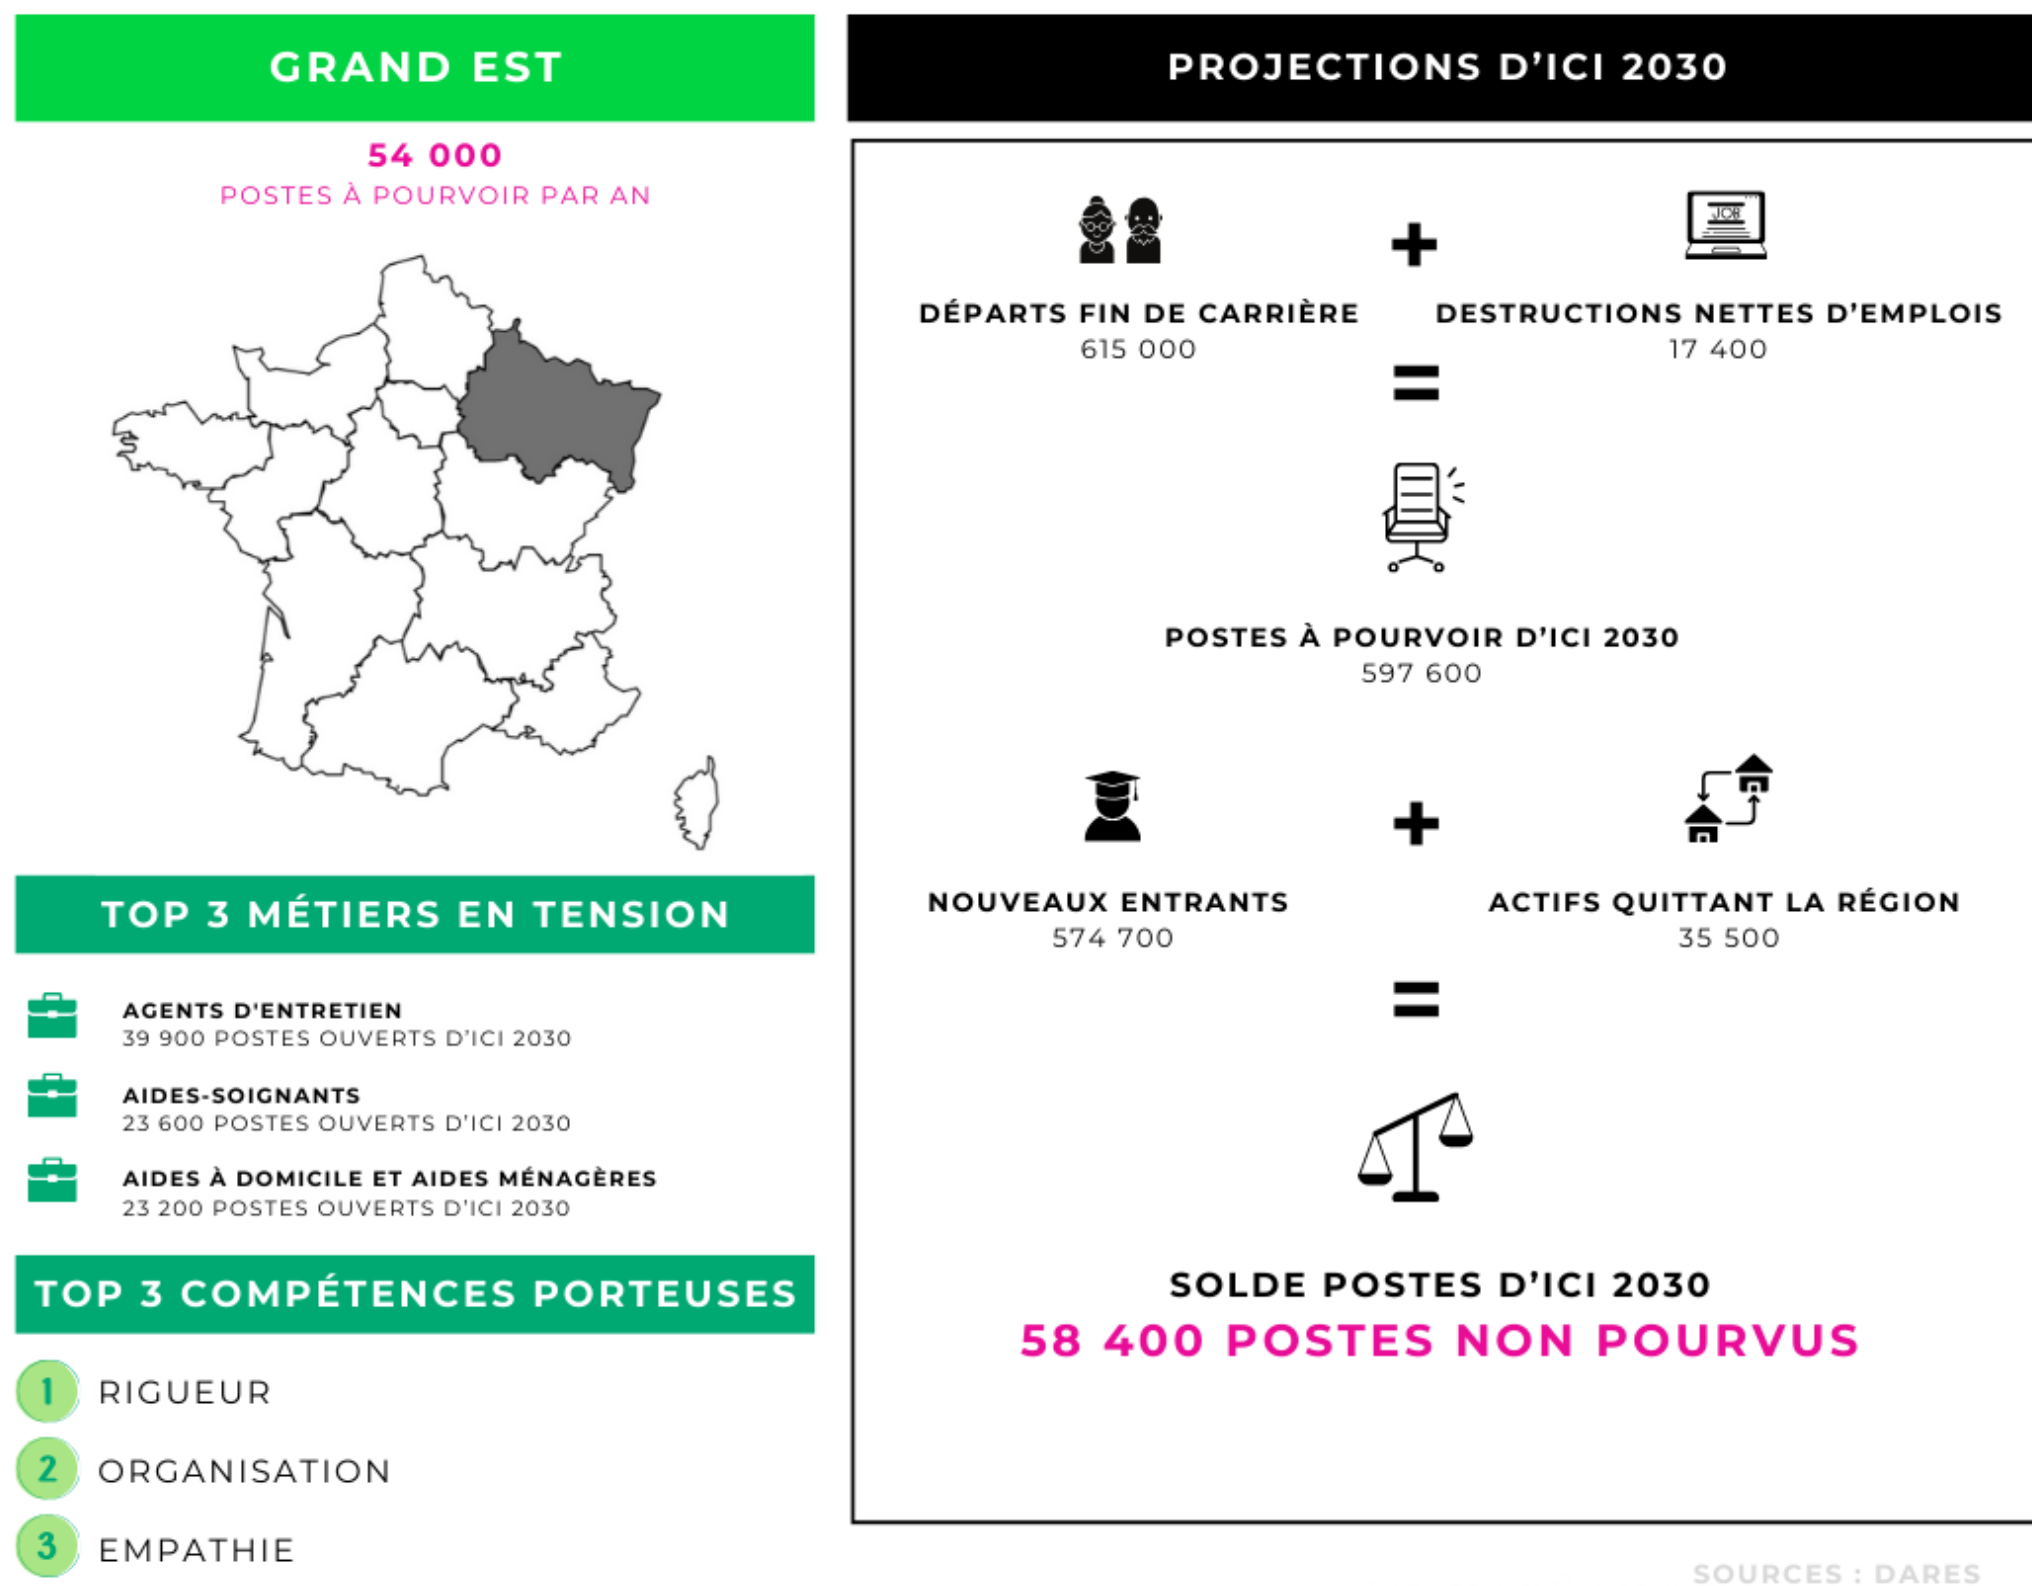 GRAND EST
54 000
POSTES À POURVOIR PAR AN
TOP 3 MÉTIERS EN TENSION
AGENTS D'ENTRETIEN
39 900 POSTES OUVERTS D'ICI 2030
AIDES-SOIGNANTS
23 600 POSTES OUVERTS D'ICI 2030
AIDES À DOMICILE ET AIDES MÉNAGÈRES
23 200 POSTES OUVERTS D'ICI 2030
TOP 3 COMPÉTENCES PORTEUSES
1 RIGUEUR
2 ORGANISATION
3 EMPATHIE
PROJECTIONS D'ICI 2030
JOB
+
DÉPARTS FIN DE CARRIÈRE
615 000
DESTRUCTIONS NETTES D'EMPLOIS
17 400
=
POSTES À POURVOIR D'ICI 2030
597 600
+
NOUVEAUX ENTRANTS
574 700
ACTIFS QUITTANT LA RÉGION
35 500
=
SOLDE POSTES D'ICI 2030
58 400 POSTES NON POURVUS
SOURCES : DARES